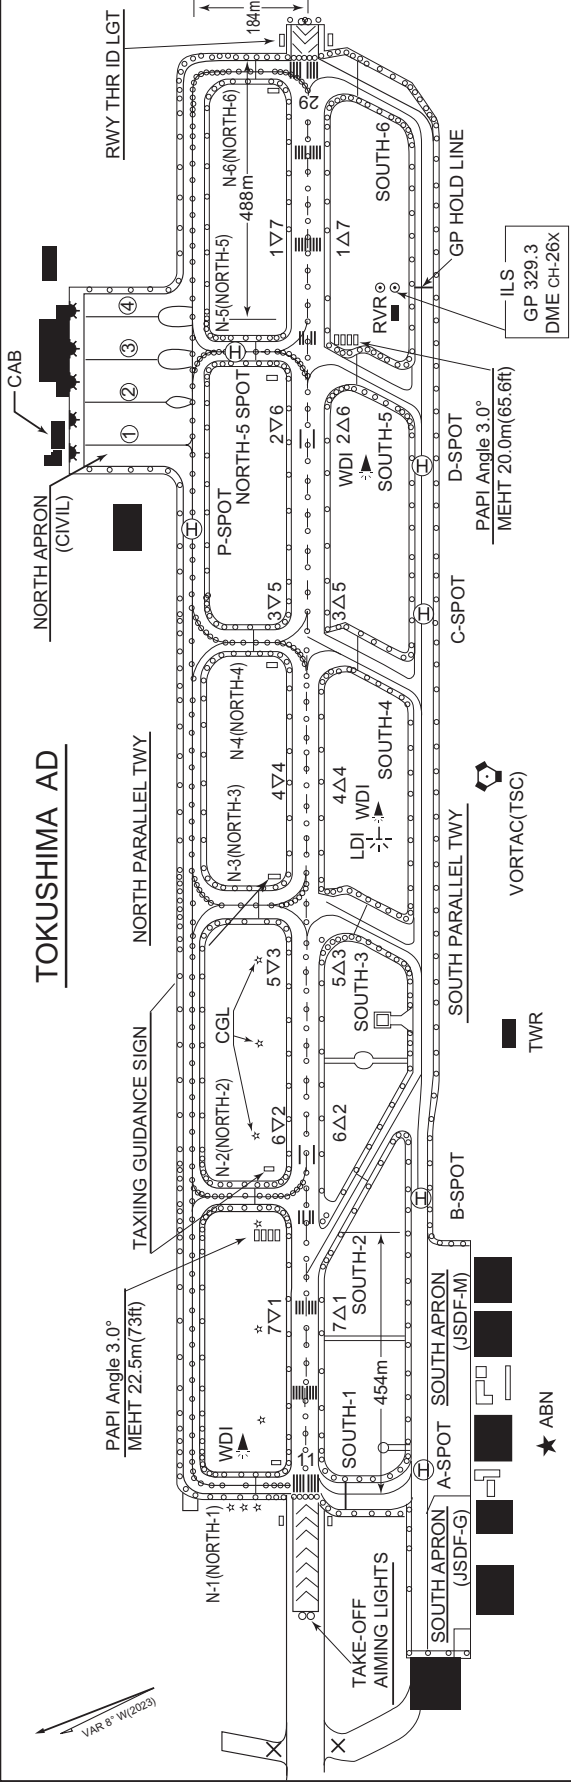 TOKUSHIMA AD
VAR 8° W(2023)
PAPI Angle 3.0°
MEHT 22.5m(73ft)
TAXIING GUIDANCE SIGN
NORTH PARALLEL TWY
NORTH APRON
(CIVIL)
CAB
RWY THR ID LGT
184m
1
2
3
4
N-1(NORTH-1)
WDI
N-2(NORTH-2)
CGL
N-3(NORTH-3)
N-4(NORTH-4)
P-SPOT
H
NORTH-5 SPOT
H
N-5(NORTH-5)
N-6(NORTH-6)
488m
7▽1
6▽2
5▽3
4▽4
3▽5
2▽6
1▽7
11
29
7△1
6△2
5△3
4△4
3△5
2△6
1△7
TAKE-OFF
AIMING LIGHTS
SOUTH-1
454m
SOUTH-2
SOUTH-3
LDI
WDI
SOUTH-4
WDI
SOUTH-5
RVR
SOUTH-6
SOUTH APRON
(JSDF-G)
H
A-SPOT
SOUTH APRON
(JSDF-M)
H
B-SPOT
SOUTH PARALLEL TWY
H
C-SPOT
H
D-SPOT
GP HOLD LINE
PAPI Angle 3.0°
MEHT 20.0m(65.6ft)
ILS
GP 329.3
DME CH-26x
ABN
TWR
VORTAC(TSC)